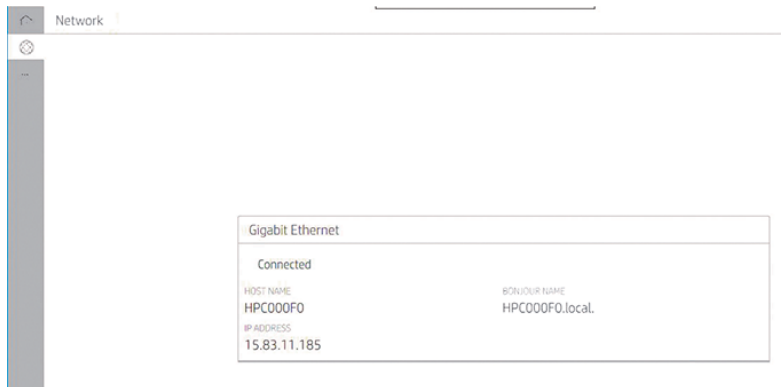 Network
Gigabit Ethernet
Connected
HOST NAME
HPC000F0
BONJOUR NAME
HPC000F0.local.
IP ADDRESS
15.83.11.185